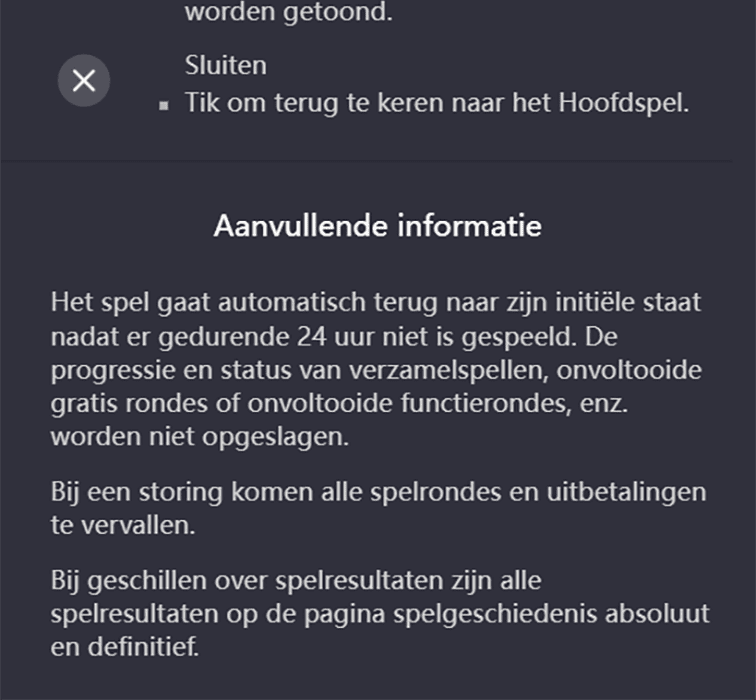 worden getoond.
Sluiten
▪ Tik om terug te keren naar het Hoofdspel.
Aanvullende informatie
Het spel gaat automatisch terug naar zijn initiële staat
nadat er gedurende 24 uur niet is gespeeld. De
progressie en status van verzamelspellen, onvoltooide
gratis rondes of onvoltooide functierondes, enz.
worden niet opgeslagen.
Bij een storing komen alle spelrondes en uitbetalingen
te vervallen.
Bij geschillen over spelresultaten zijn alle
spelresultaten op de pagina spelgeschiedenis absoluut
en definitief.